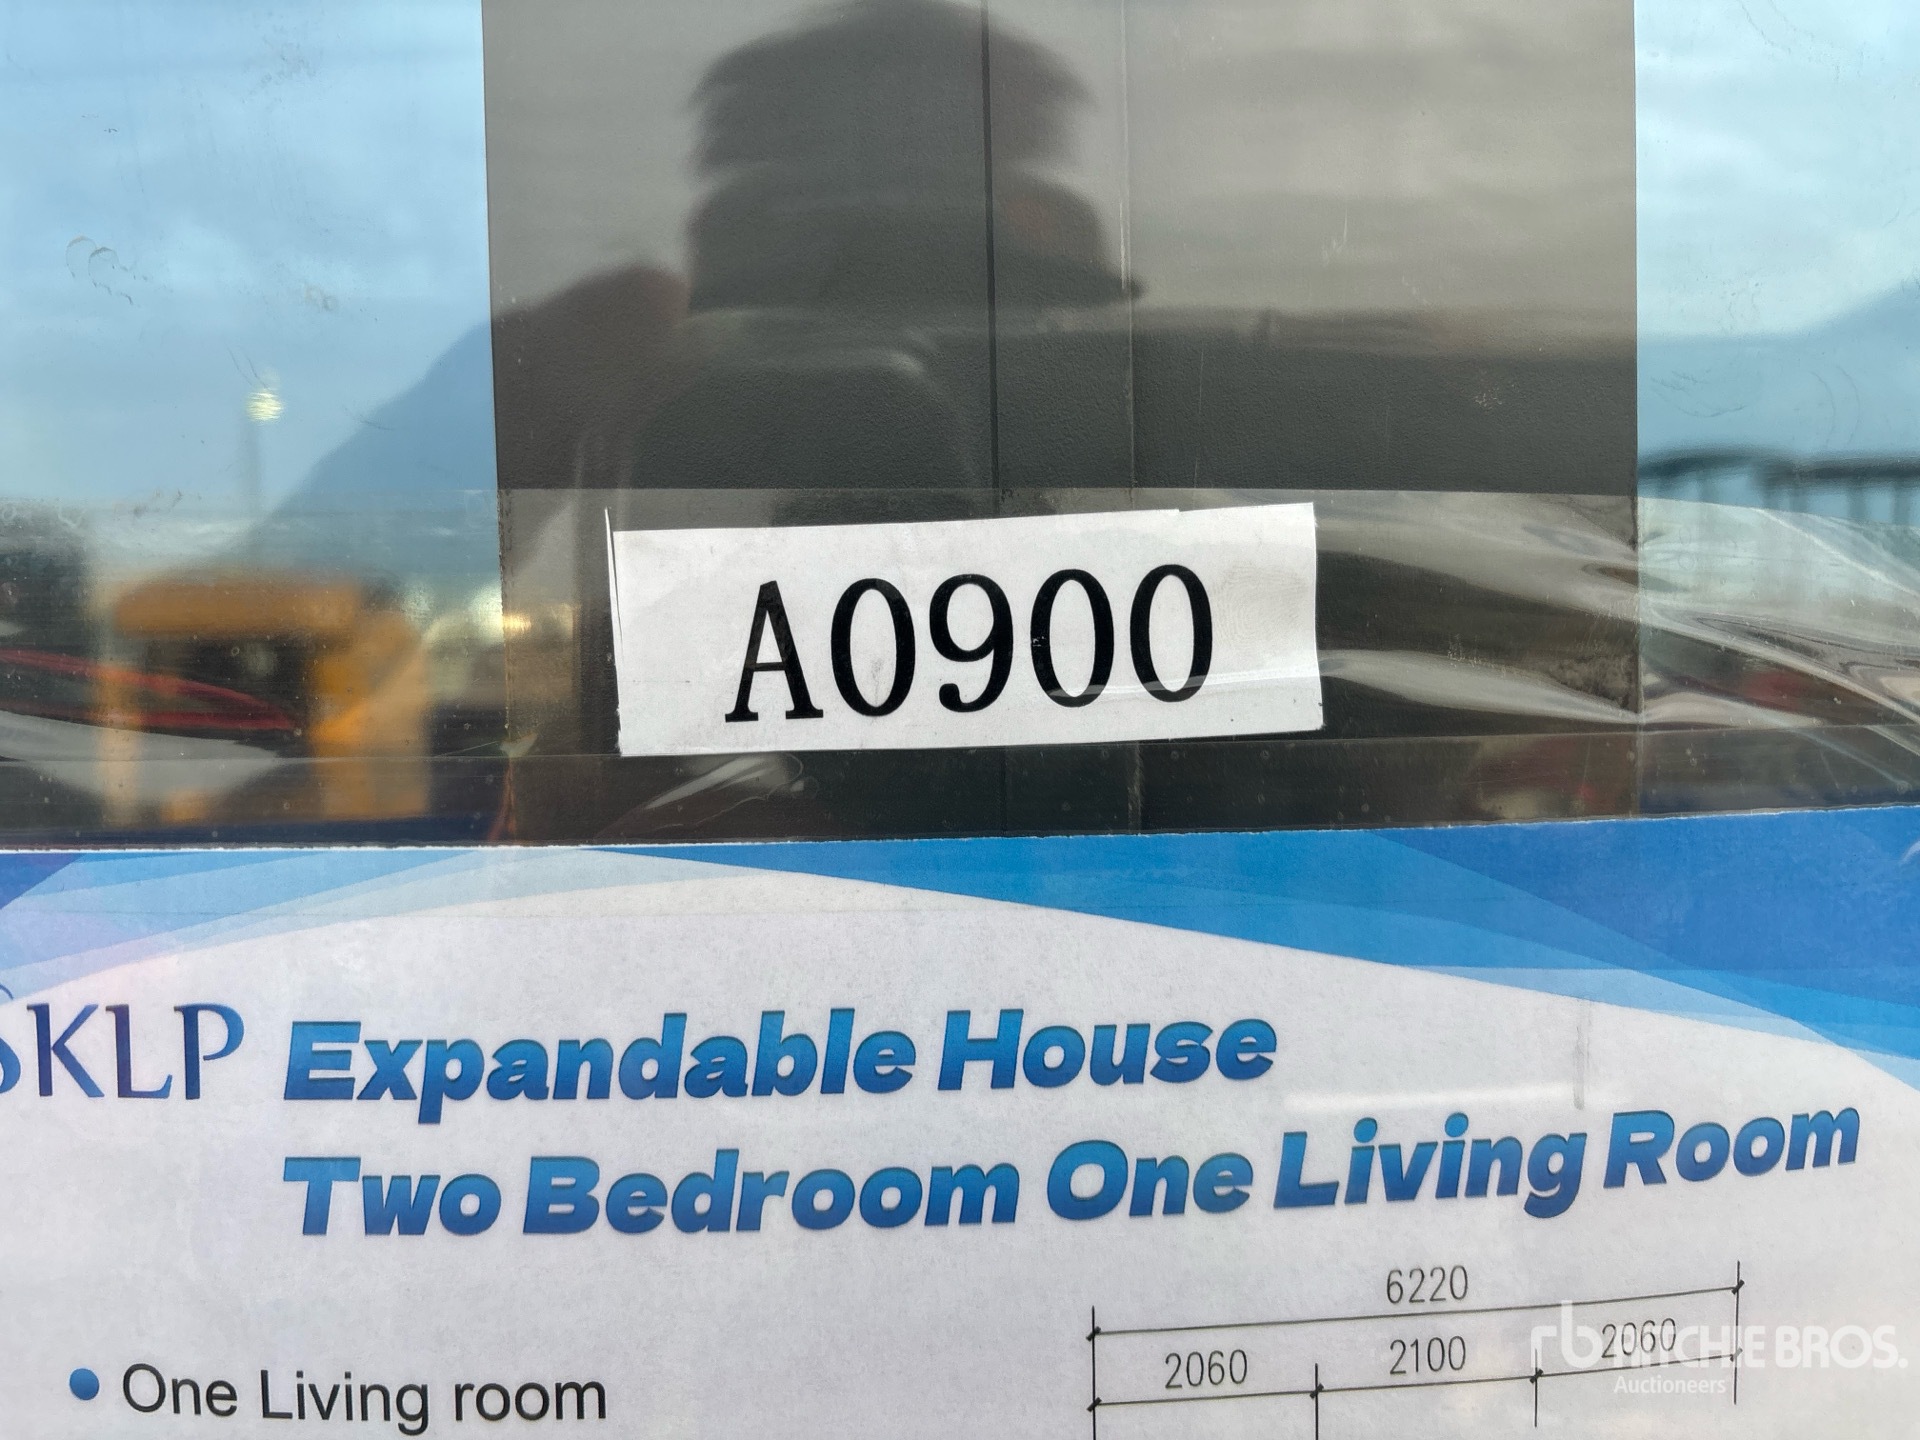 A0900
SKLP Expandable House
Two Bedroom One Living Room
6220
2060 2100 2060
rb RITCHIE BROS.
Auctioneers
• One Living room